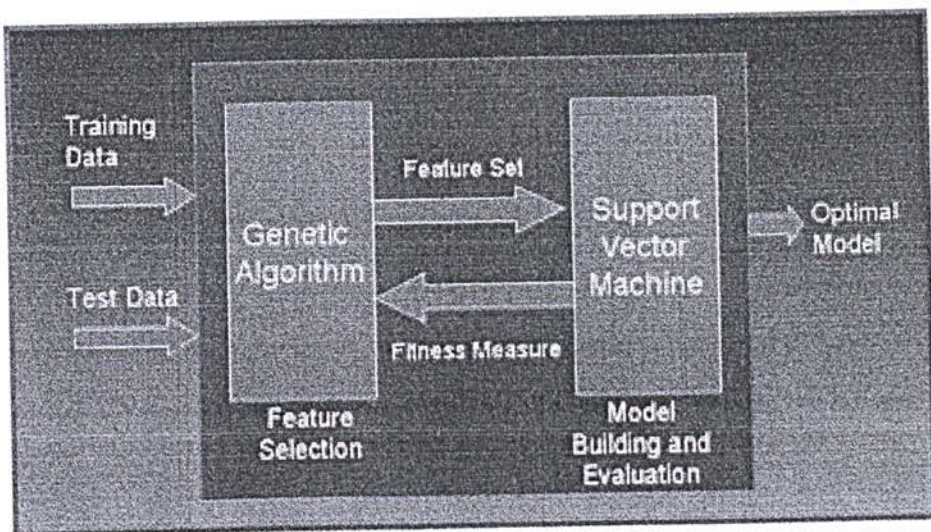 Training
Data
Test Data
Genetic
Algorithm
Feature
Selection
Feature Set
Fitness Measure
Support
Vector
Machine
Model
Building and
Evaluation
Optimal
Model